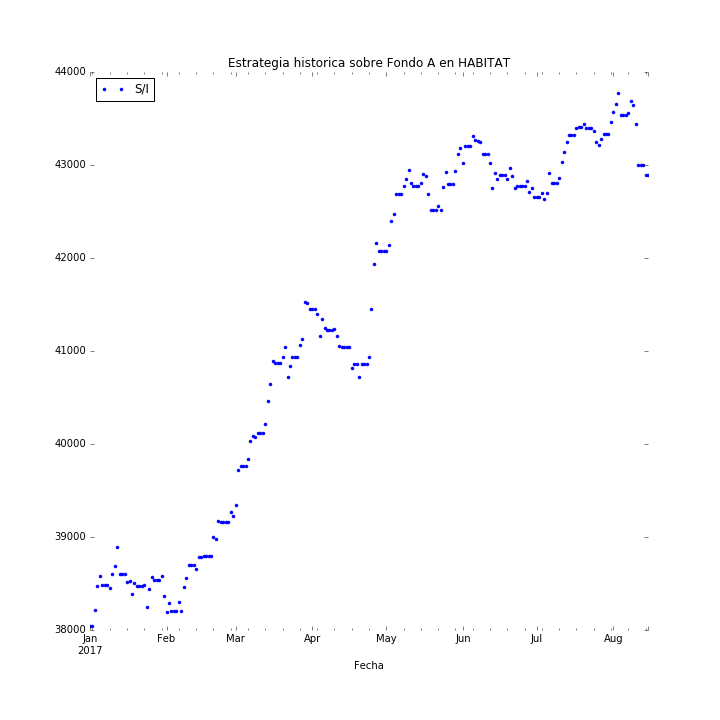 Estrategia historica sobre Fondo A en HABITAT
S/I
44000
43000
42000
41000
40000
39000
38000
Jan Feb Mar Apr May Jun Jul Aug
2017
Fecha